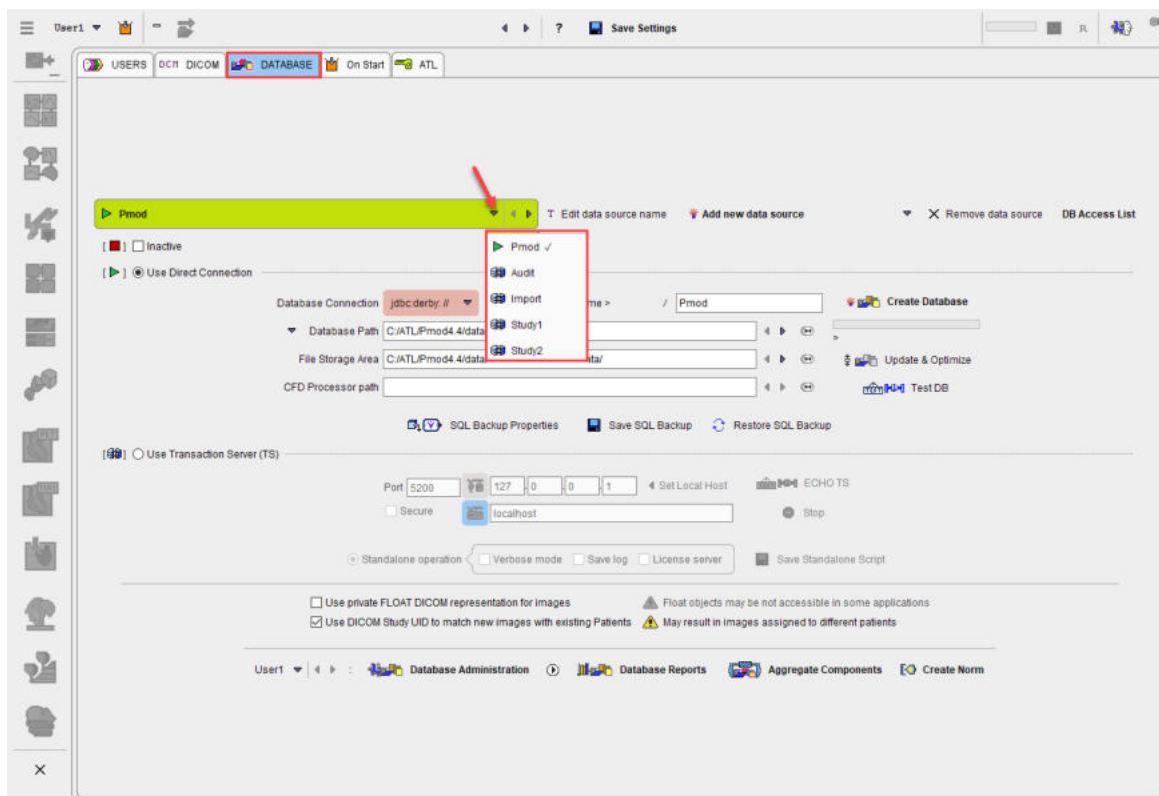 User1 ? Save Settings R
USERS DCM DICOM DATABASE On Start ATL
Pmod T Edit data source name Add new data source X Remove data source DB Access List
[ ] Inactive Pmod ✓
[ ] Use Direct Connection Audit
Database Connection jdbc:derby: // Import me > / Pmod Create Database
Database Path C:/ATL/Pmod4.4/data Study1 >
File Storage Area C:/ATL/Pmod4.4/data Study2 ta/ Update & Optimize
CFD Processor path Test DB
SQL Backup Properties Save SQL Backup Restore SQL Backup
[ ] Use Transaction Server (TS)
Port 5200 127 . 0 . 0 . 1 Set Local Host ECHO TS
Secure localhost Stop
Standalone operation Verbose mode Save log License server Save Standalone Script
Use private FLOAT DICOM representation for images Float objects may be not accessible in some applications
Use DICOM Study UID to match new images with existing Patients May result in images assigned to different patients
User1 : Database Administration Database Reports Aggregate Components Create Norm